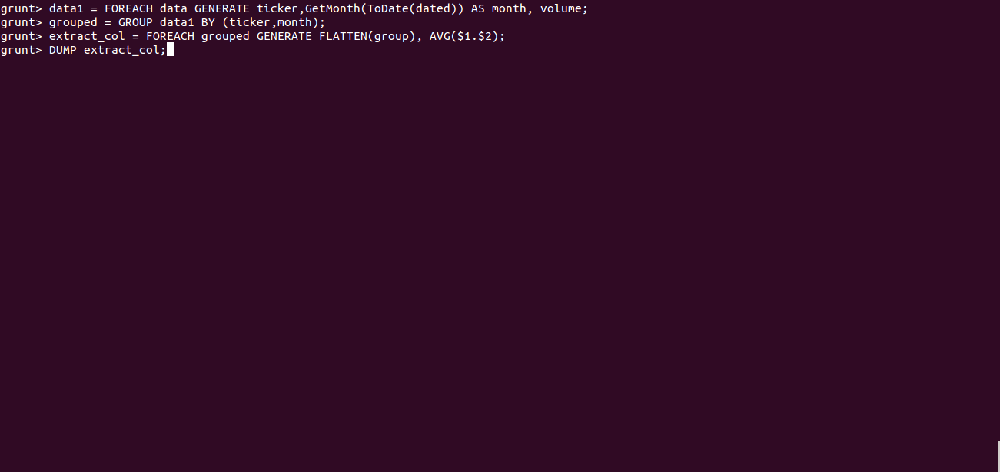 grunt> data1 = FOREACH data GENERATE ticker,GetMonth(ToDate(dated)) AS month, volume;
grunt> grouped = GROUP data1 BY (ticker,month);
grunt> extract_col = FOREACH grouped GENERATE FLATTEN(group), AVG($1.$2);
grunt> DUMP extract_col;